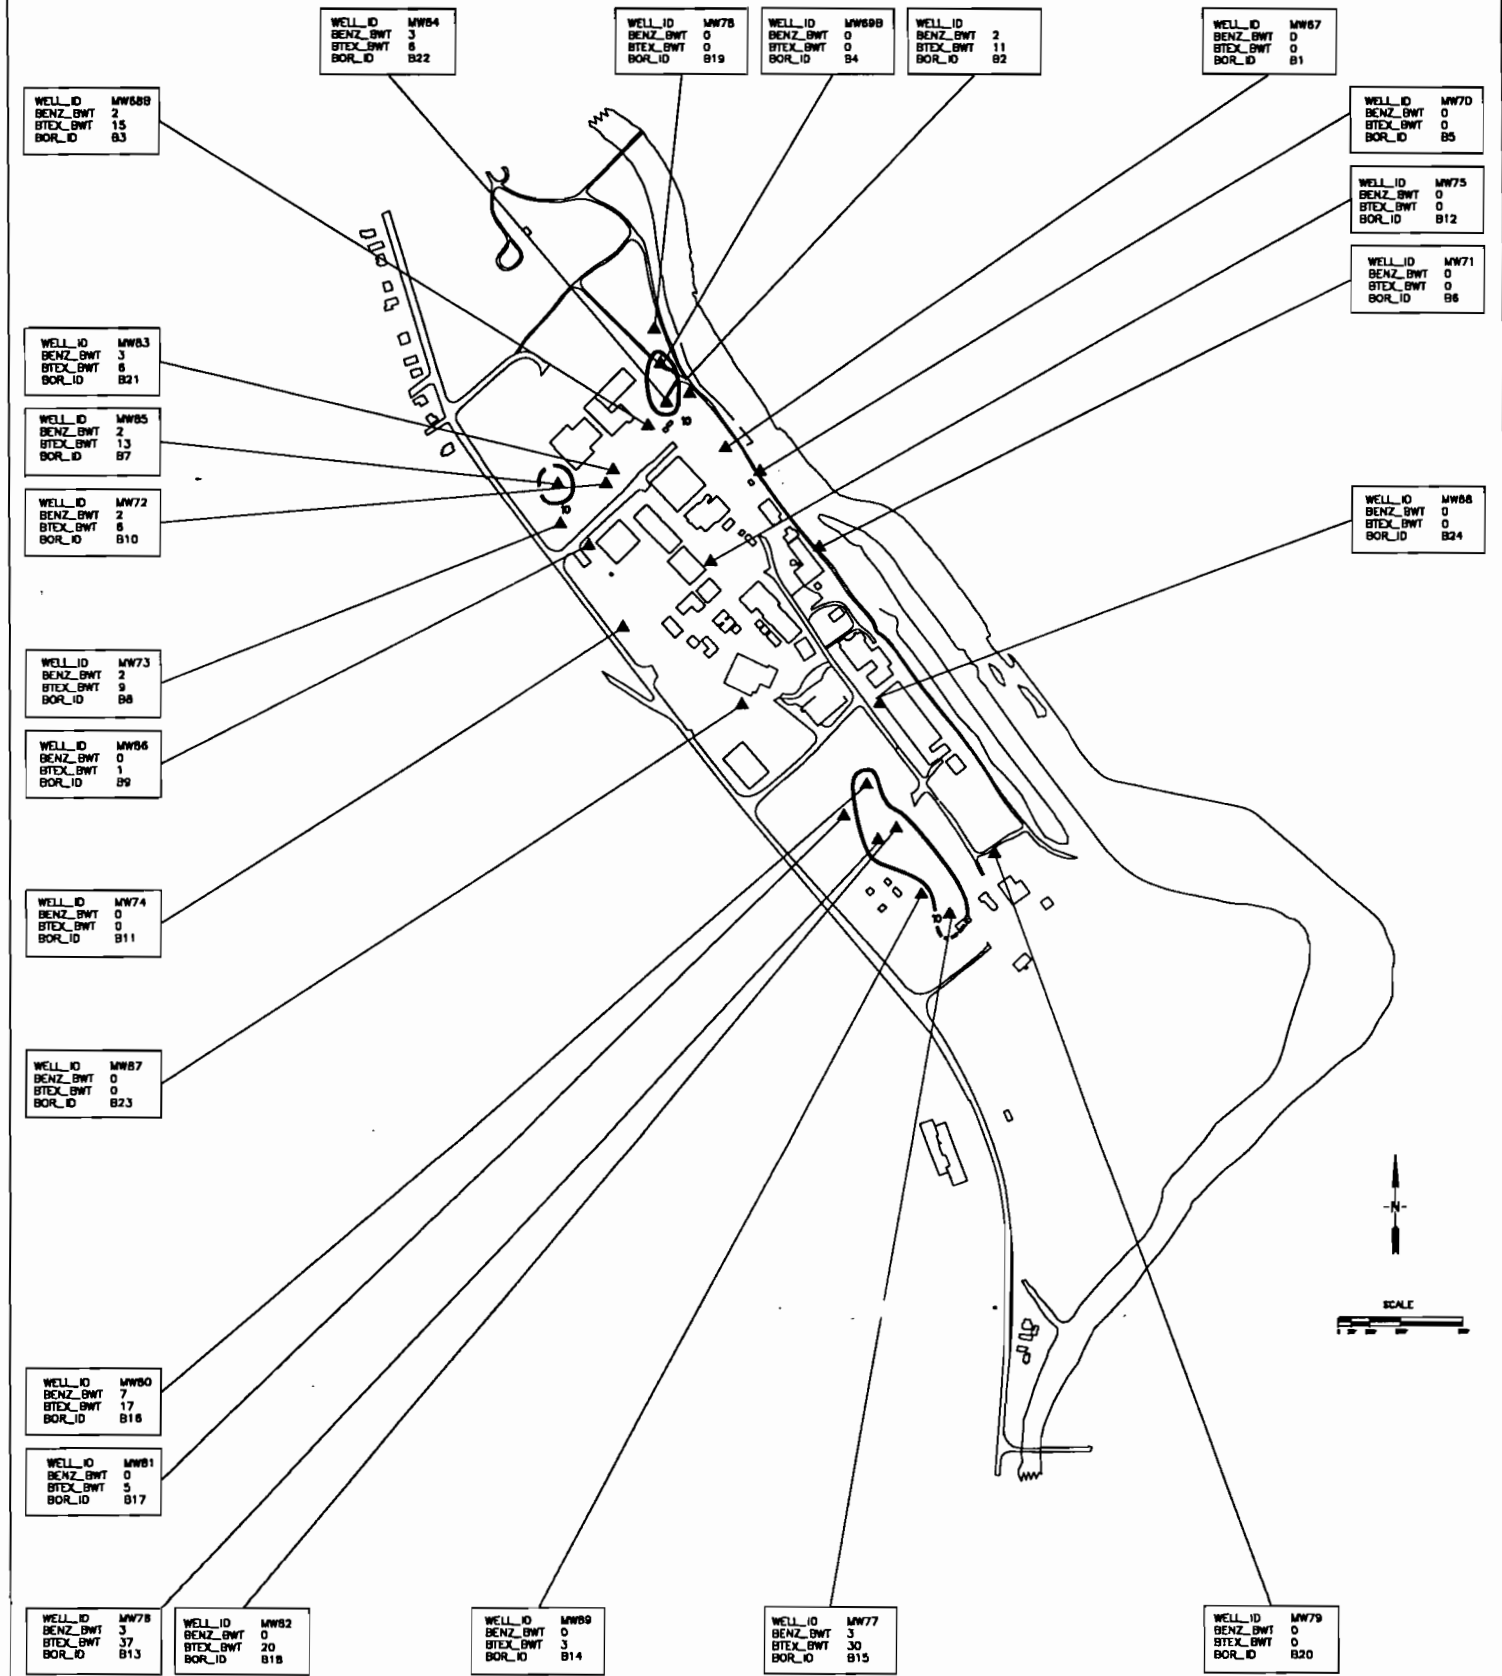 WELL_ID MW84
BENZ_BWT 3
BTEX_BWT 6
BOR_ID B22
WELL_ID MW76
BENZ_BWT 0
BTEX_BWT 0
BOR_ID B19
WELL_ID MW69B
BENZ_BWT 0
BTEX_BWT 0
BOR_ID B4
WELL_ID
BENZ_BWT 2
BTEX_BWT 11
BOR_ID B2
WELL_ID MW67
BENZ_BWT 0
BTEX_BWT 0
BOR_ID B1
WELL_ID MW68B
BENZ_BWT 2
BTEX_BWT 15
BOR_ID B3
WELL_ID MW70
BENZ_BWT 0
BTEX_BWT 0
BOR_ID B5
WELL_ID MW75
BENZ_BWT 0
BTEX_BWT 0
BOR_ID B12
WELL_ID MW71
BENZ_BWT 0
BTEX_BWT 0
BOR_ID B6
WELL_ID MW83
BENZ_BWT 3
BTEX_BWT 6
BOR_ID B21
WELL_ID MW85
BENZ_BWT 2
BTEX_BWT 13
BOR_ID B7
WELL_ID MW72
BENZ_BWT 2
BTEX_BWT 6
BOR_ID B10
WELL_ID MW88
BENZ_BWT 0
BTEX_BWT 0
BOR_ID B24
10
10
WELL_ID MW73
BENZ_BWT 2
BTEX_BWT 9
BOR_ID B8
WELL_ID MW86
BENZ_BWT 0
BTEX_BWT 1
BOR_ID B9
WELL_ID MW74
BENZ_BWT 0
BTEX_BWT 0
BOR_ID B11
10
WELL_ID MW87
BENZ_BWT 0
BTEX_BWT 0
BOR_ID B23
-N-
SCALE
WELL_ID MW80
BENZ_BWT 7
BTEX_BWT 17
BOR_ID B16
WELL_ID MW81
BENZ_BWT 0
BTEX_BWT 5
BOR_ID B17
WELL_ID MW78
BENZ_BWT 3
BTEX_BWT 37
BOR_ID B13
WELL_ID MW82
BENZ_BWT 0
BTEX_BWT 20
BOR_ID B18
WELL_ID MW89
BENZ_BWT 0
BTEX_BWT 3
BOR_ID B14
WELL_ID MW77
BENZ_BWT 3
BTEX_BWT 30
BOR_ID B15
WELL_ID MW79
BENZ_BWT 0
BTEX_BWT 0
BOR_ID B20